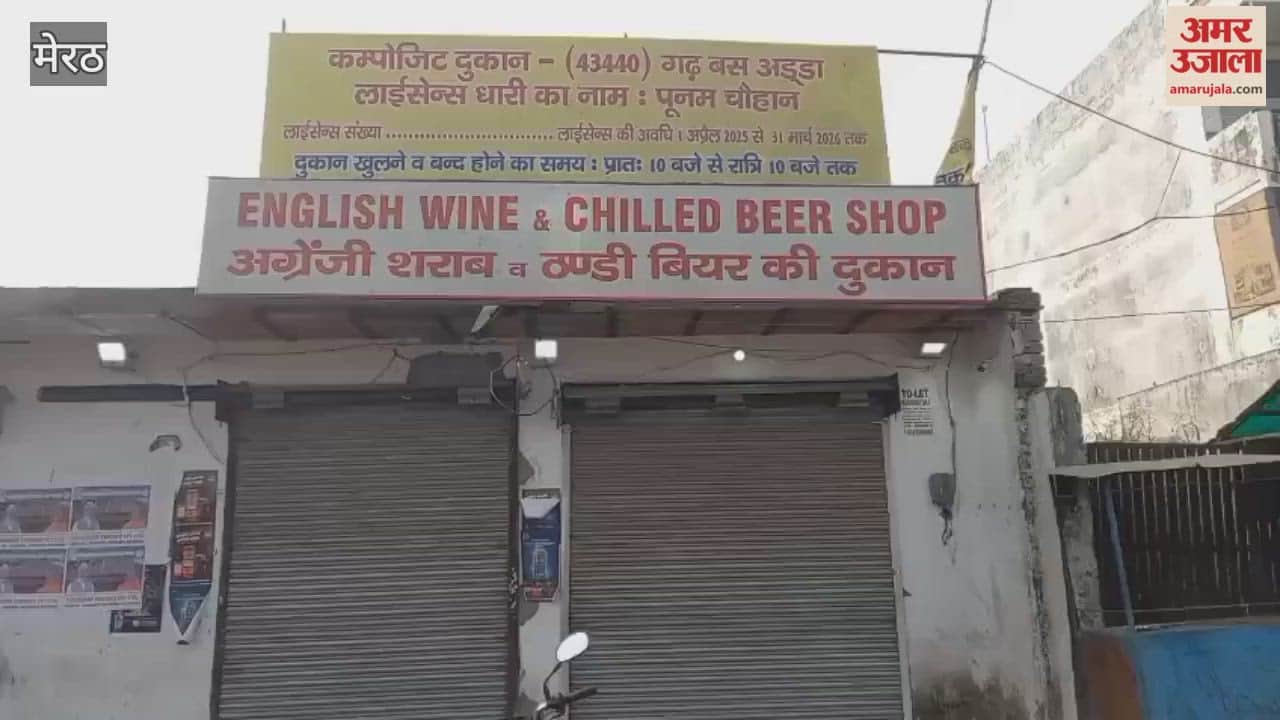 मेरठ
अमर
उजाला
amarujala.com
कम्पोजिट दुकान - (43440) गढ़ बस अड्डा
लाईसेन्स धारी का नाम : पूनम चौहान
लाईसेन्स संख्या .............................. लाईसेन्स की अवधि 1 अप्रैल 2025 से 31 मार्च 2026 तक
दुकान खुलने व बन्द होने का समय : प्रातः 10 बजे से रात्रि 10 बजे तक
ENGLISH WINE & CHILLED BEER SHOP
अग्रेंजी शराब व ठण्डी बियर की दुकान
TO-LET